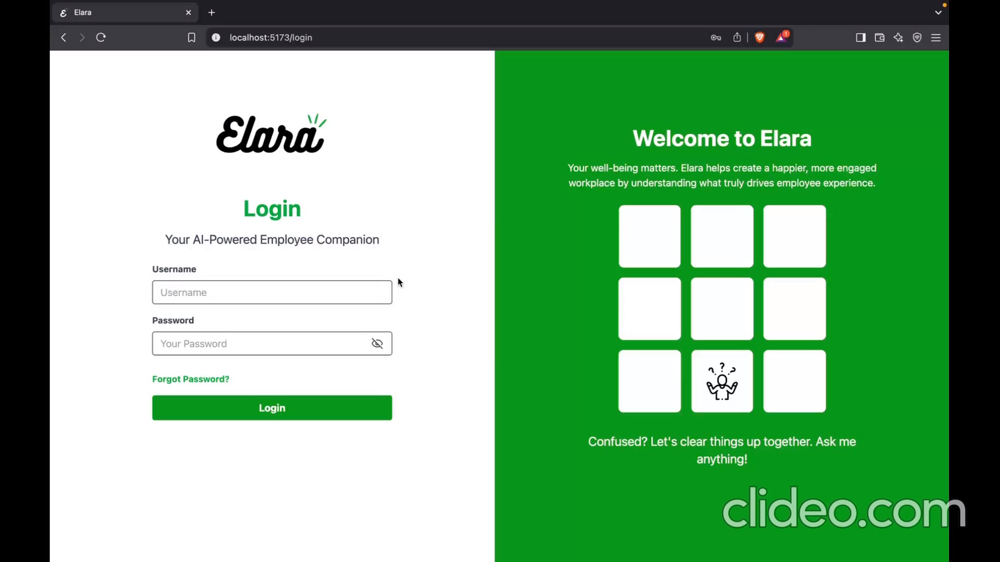 Elara
localhost:5173/login
1
Elara
Login
Your AI-Powered Employee Companion
Username
Username
Password
Your Password
Forgot Password?
Login
Welcome to Elara
Your well-being matters. Elara helps create a happier, more engaged
workplace by understanding what truly drives employee experience.
? ? ?
Confused? Let's clear things up together. Ask me
anything!
clideo.com